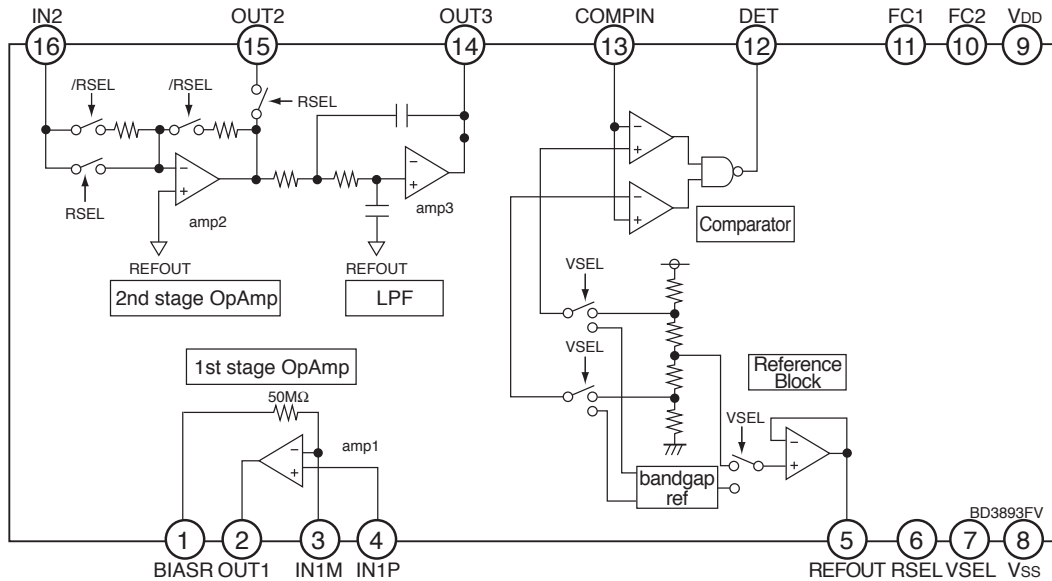 IN2 OUT2 OUT3 COMPIN DET FC1 FC2 VDD
16 15 14 13 12 11 10 9
/RSEL /RSEL
RSEL
RSEL
− +
amp2
REFOUT
2nd stage OpAmp
− +
amp3
REFOUT
LPF
− +
− +
Comparator
VSEL
VSEL
1st stage OpAmp
50MΩ
− +
amp1
Reference
Block
VSEL
− +
bandgap
ref
BD3893FV
1 2 3 4 5 6 7 8
BIASR OUT1 IN1M IN1P REFOUT RSEL VSEL VSS